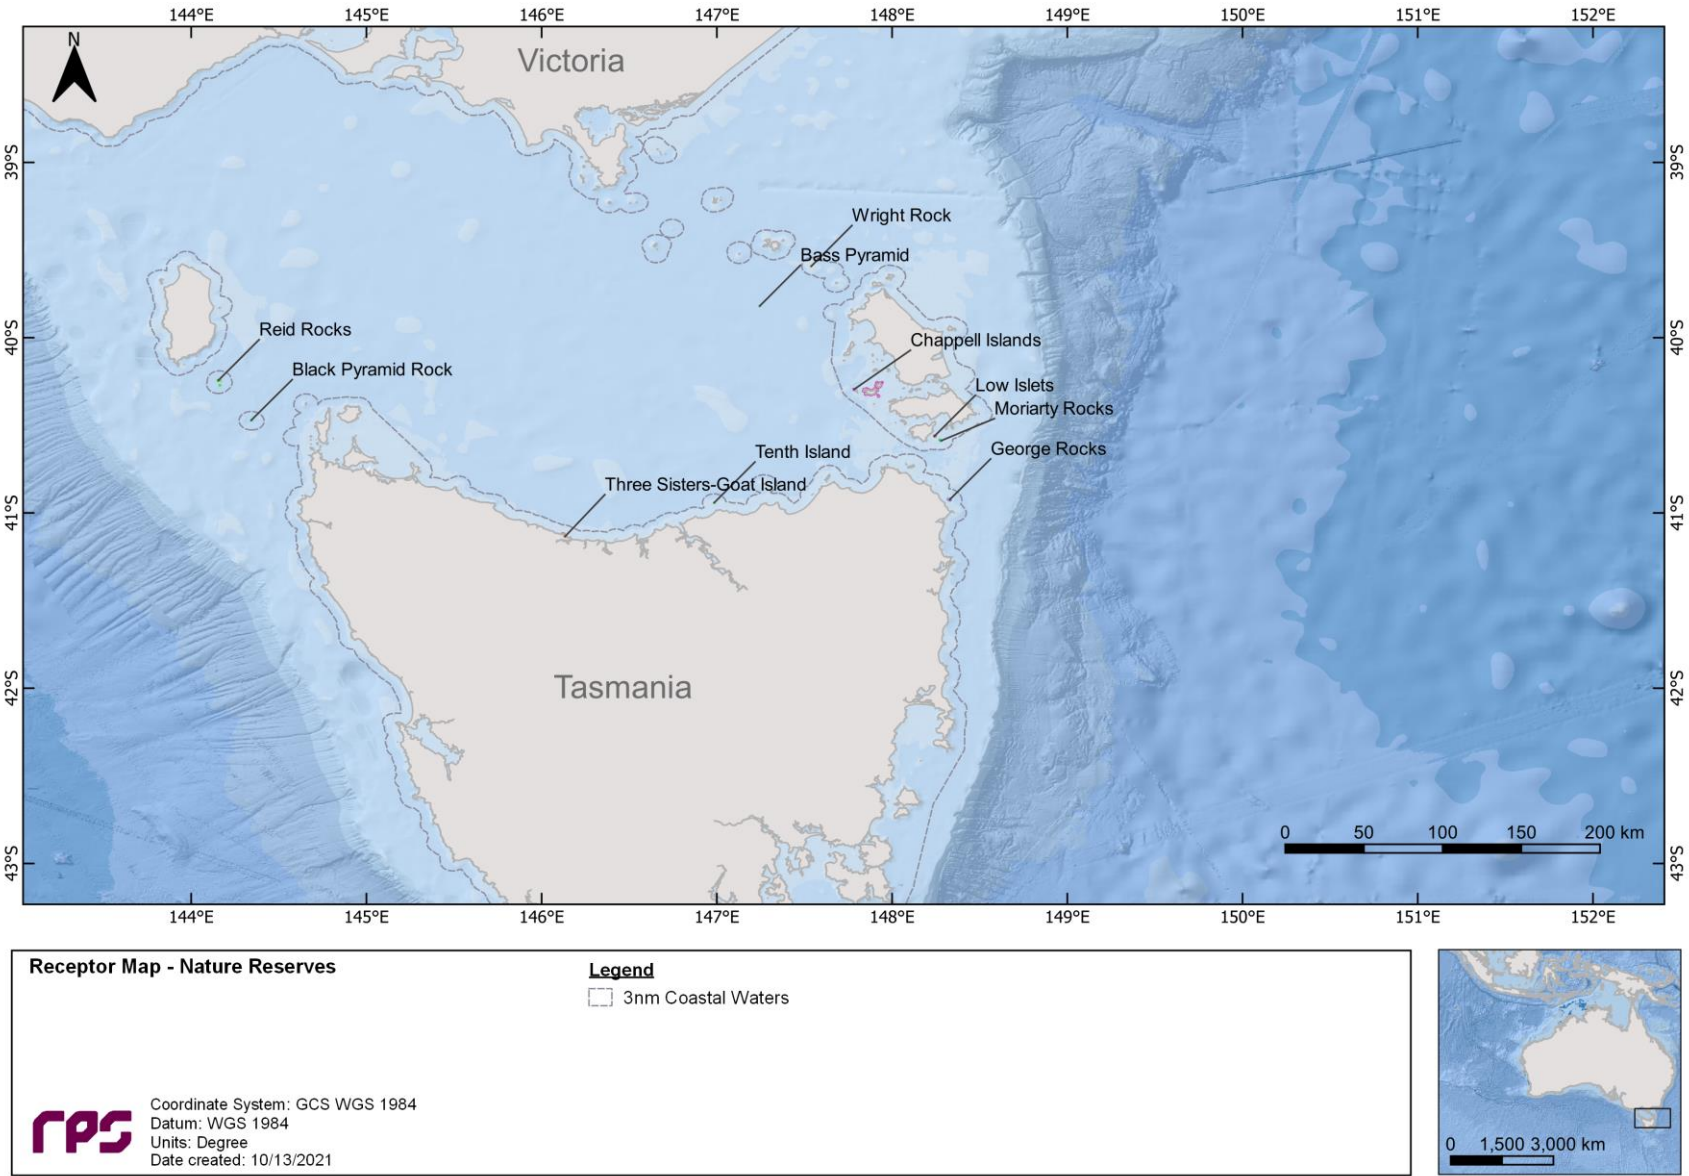 144°E 145°E 146°E 147°E 148°E 149°E 150°E 151°E 152°E
N
Victoria
39°S 39°S
Wright Rock
Bass Pyramid
Reid Rocks
40°S 40°S
Chappell Islands
Black Pyramid Rock
Low Islets
Moriarty Rocks
George Rocks
Tenth Island
Three Sisters-Goat Island
41°S 41°S
Tasmania
42°S 42°S
0 50 100 150 200 km
43°S 43°S
144°E 145°E 146°E 147°E 148°E 149°E 150°E 151°E 152°E
Receptor Map - Nature Reserves
Legend
3nm Coastal Waters
rps
Coordinate System: GCS WGS 1984
Datum: WGS 1984
Units: Degree
Date created: 10/13/2021
0 1,500 3,000 km